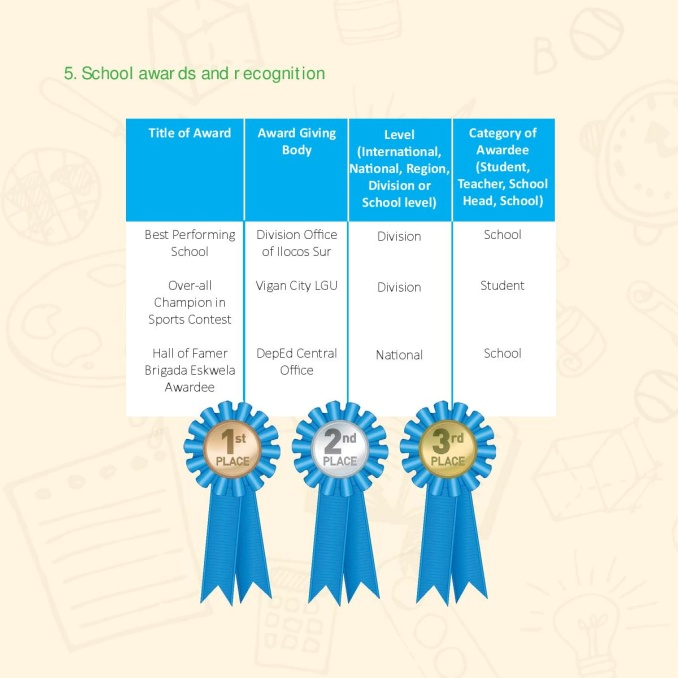 5. School awards and recognition
Title of Award
Award Giving
Body
Level
(International,
National, Region,
Division or
School level)
Category of
Awardee
(Student,
Teacher, School
Head, School)
Best Performing
School
Division Office
of Ilocos Sur
Division
School
Over-all
Champion in
Sports Contest
Vigan City LGU
Division
Student
Hall of Famer
Brigada Eskwela
Awardee
DepEd Central
Office
National
School
1st
PLACE
2nd
PLACE
3rd
PLACE
B